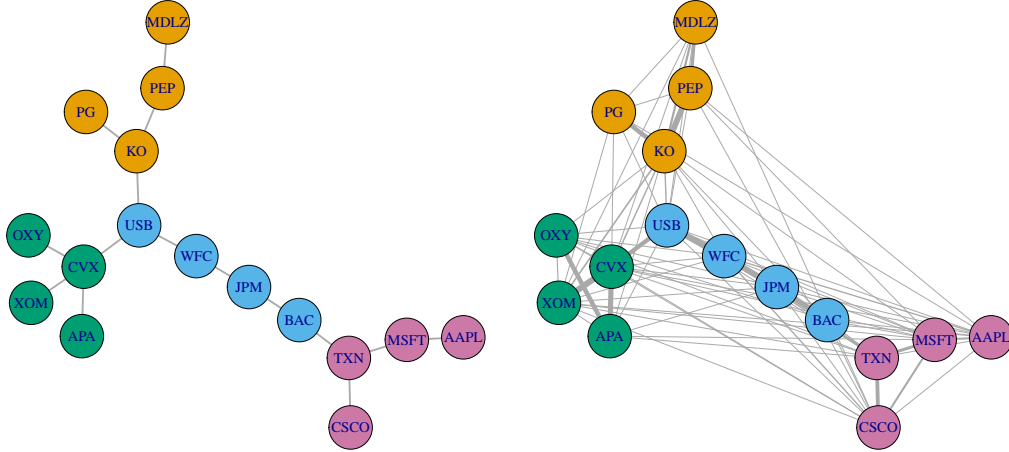 MDLZ
PEP
PG
KO
USB
OXY
WFC
CVX
JPM
XOM
BAC
APA
MSFT
AAPL
TXN
CSCO
MDLZ
PEP
PG
KO
USB
OXY
WFC
CVX
JPM
XOM
BAC
APA
MSFT
AAPL
TXN
CSCO